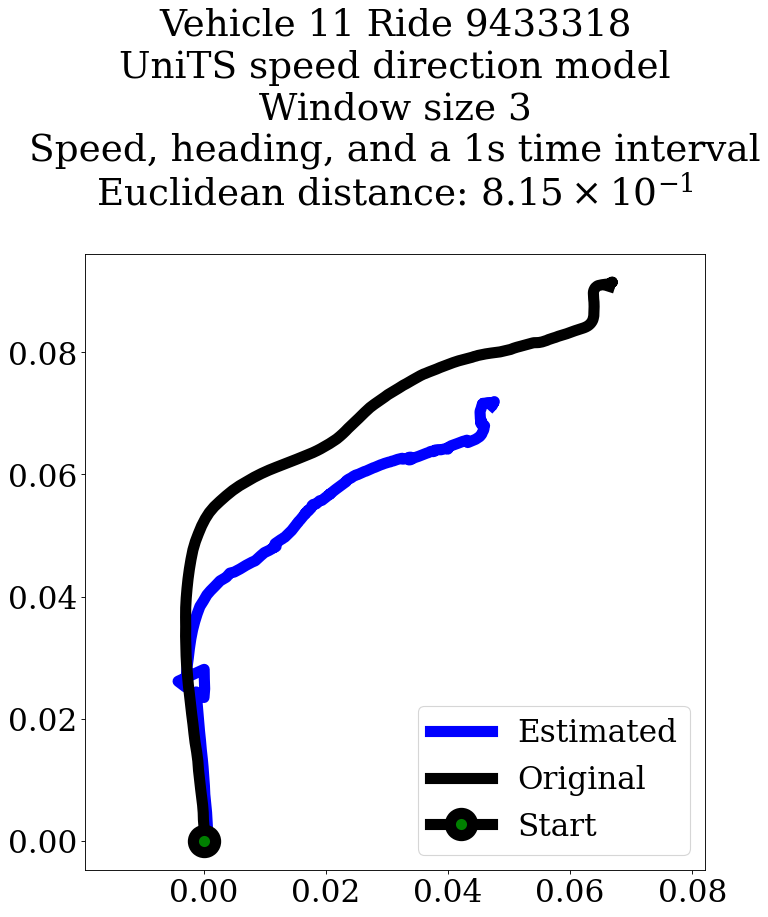 Vehicle 11 Ride 9433318
UniTS speed direction model
Window size 3
Speed, heading, and a 1s time interval
Euclidean distance: 8.15 × 10⁻¹
0.08
0.06
0.04
0.02
0.00
Estimated
Original
Start
0.00 0.02 0.04 0.06 0.08